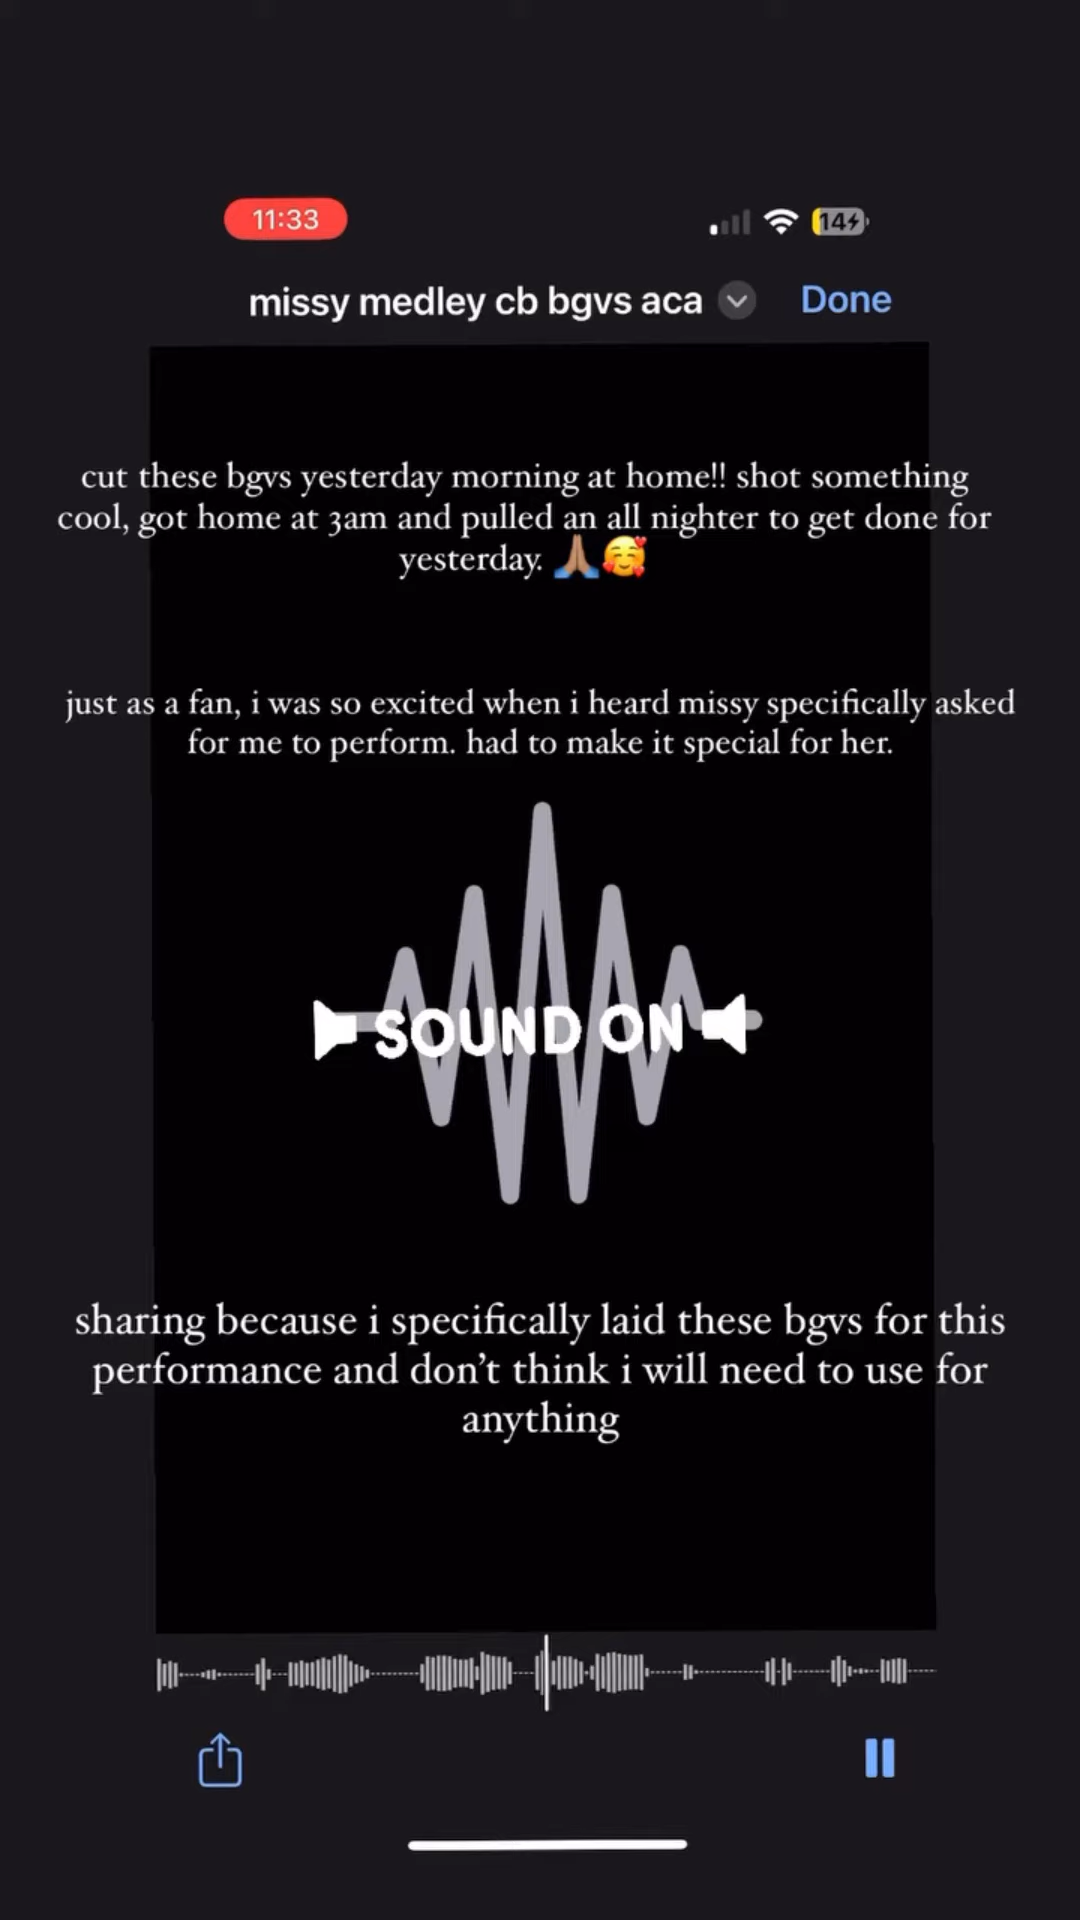 11:33
14
missy medley cb bgvs aca
Done
cut these bgvs yesterday morning at home!! shot something
cool, got home at 3am and pulled an all nighter to get done for
yesterday. 🙏🏽🥰
just as a fan, i was so excited when i heard missy specifically asked
for me to perform. had to make it special for her.
SOUND ON
sharing because i specifically laid these bgvs for this
performance and don’t think i will need to use for
anything